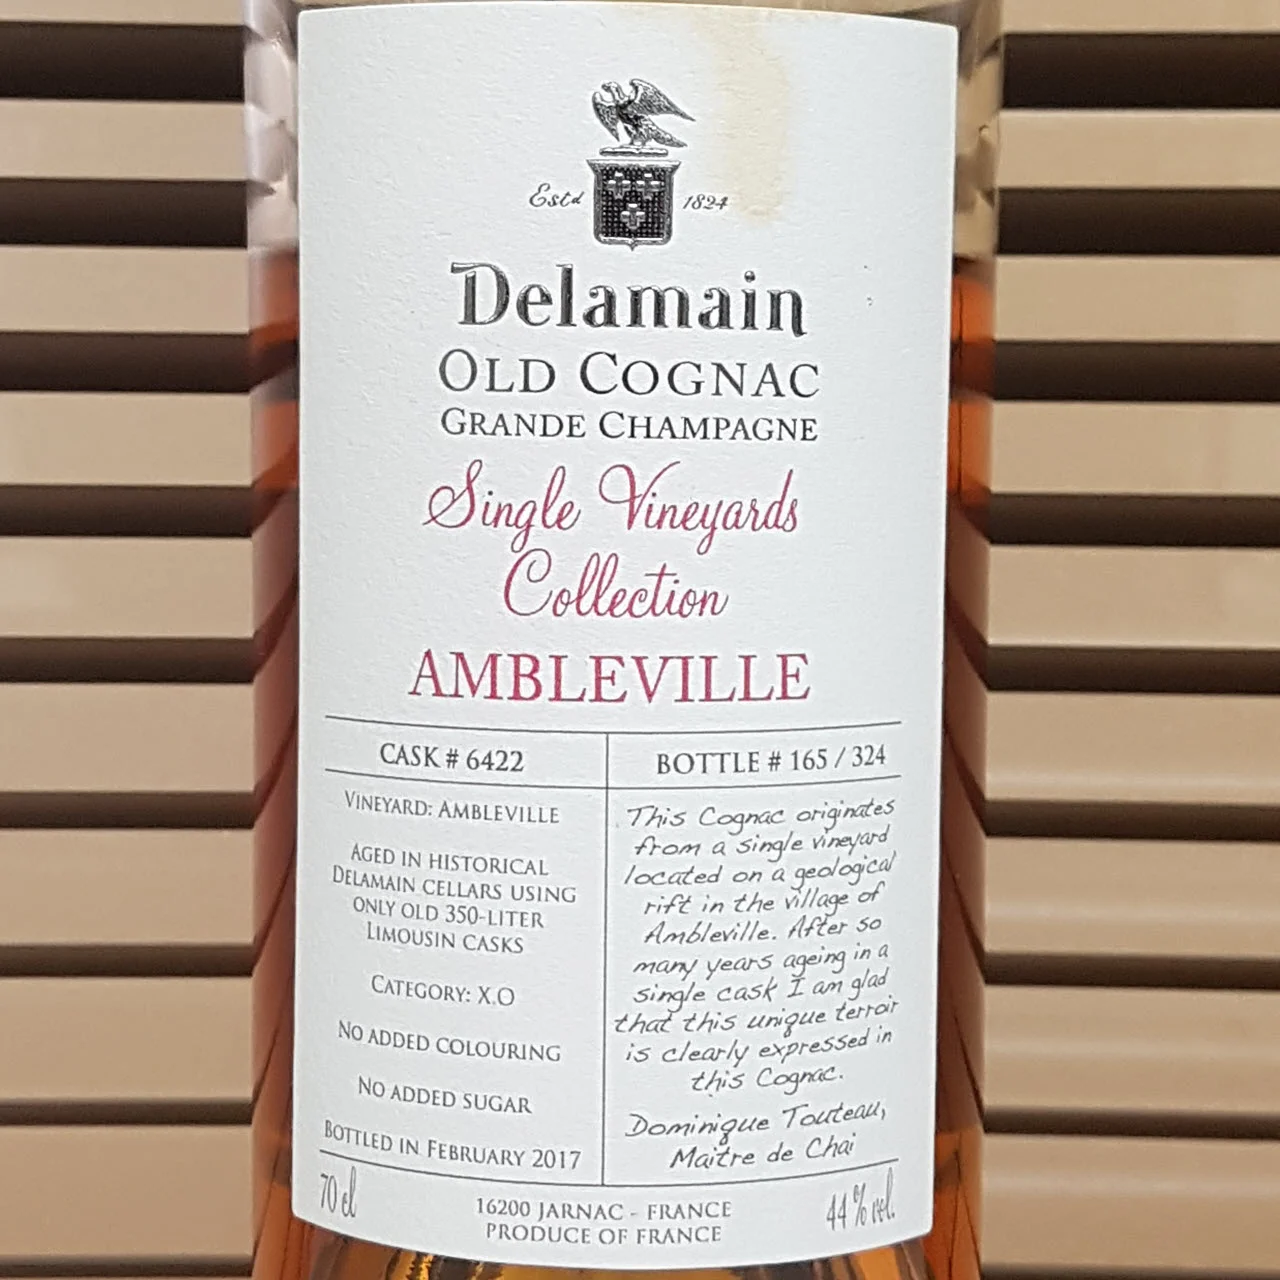 Estd 1824
Delamain
OLD COGNAC
GRANDE CHAMPAGNE
Single Vineyards
Collection
AMBLEVILLE
CASK # 6422
VINEYARD: AMBLEVILLE
AGED IN HISTORICAL
DELAMAIN CELLARS USING
ONLY OLD 350-LITER
LIMOUSIN CASKS
CATEGORY: X.O
NO ADDED COLOURING
NO ADDED SUGAR
BOTTLED IN FEBRUARY 2017
BOTTLE # 165 / 324
This Cognac originates
from a single vineyard
located on a geological
rift in the village of
Ambleville. After so
many years ageing in a
single cask I am glad
that this unique terroir
is clearly expressed in
this Cognac.
Dominique Touteau,
Maitre de Chai
70 cl
16200 JARNAC - FRANCE
PRODUCE OF FRANCE
44 % vol.